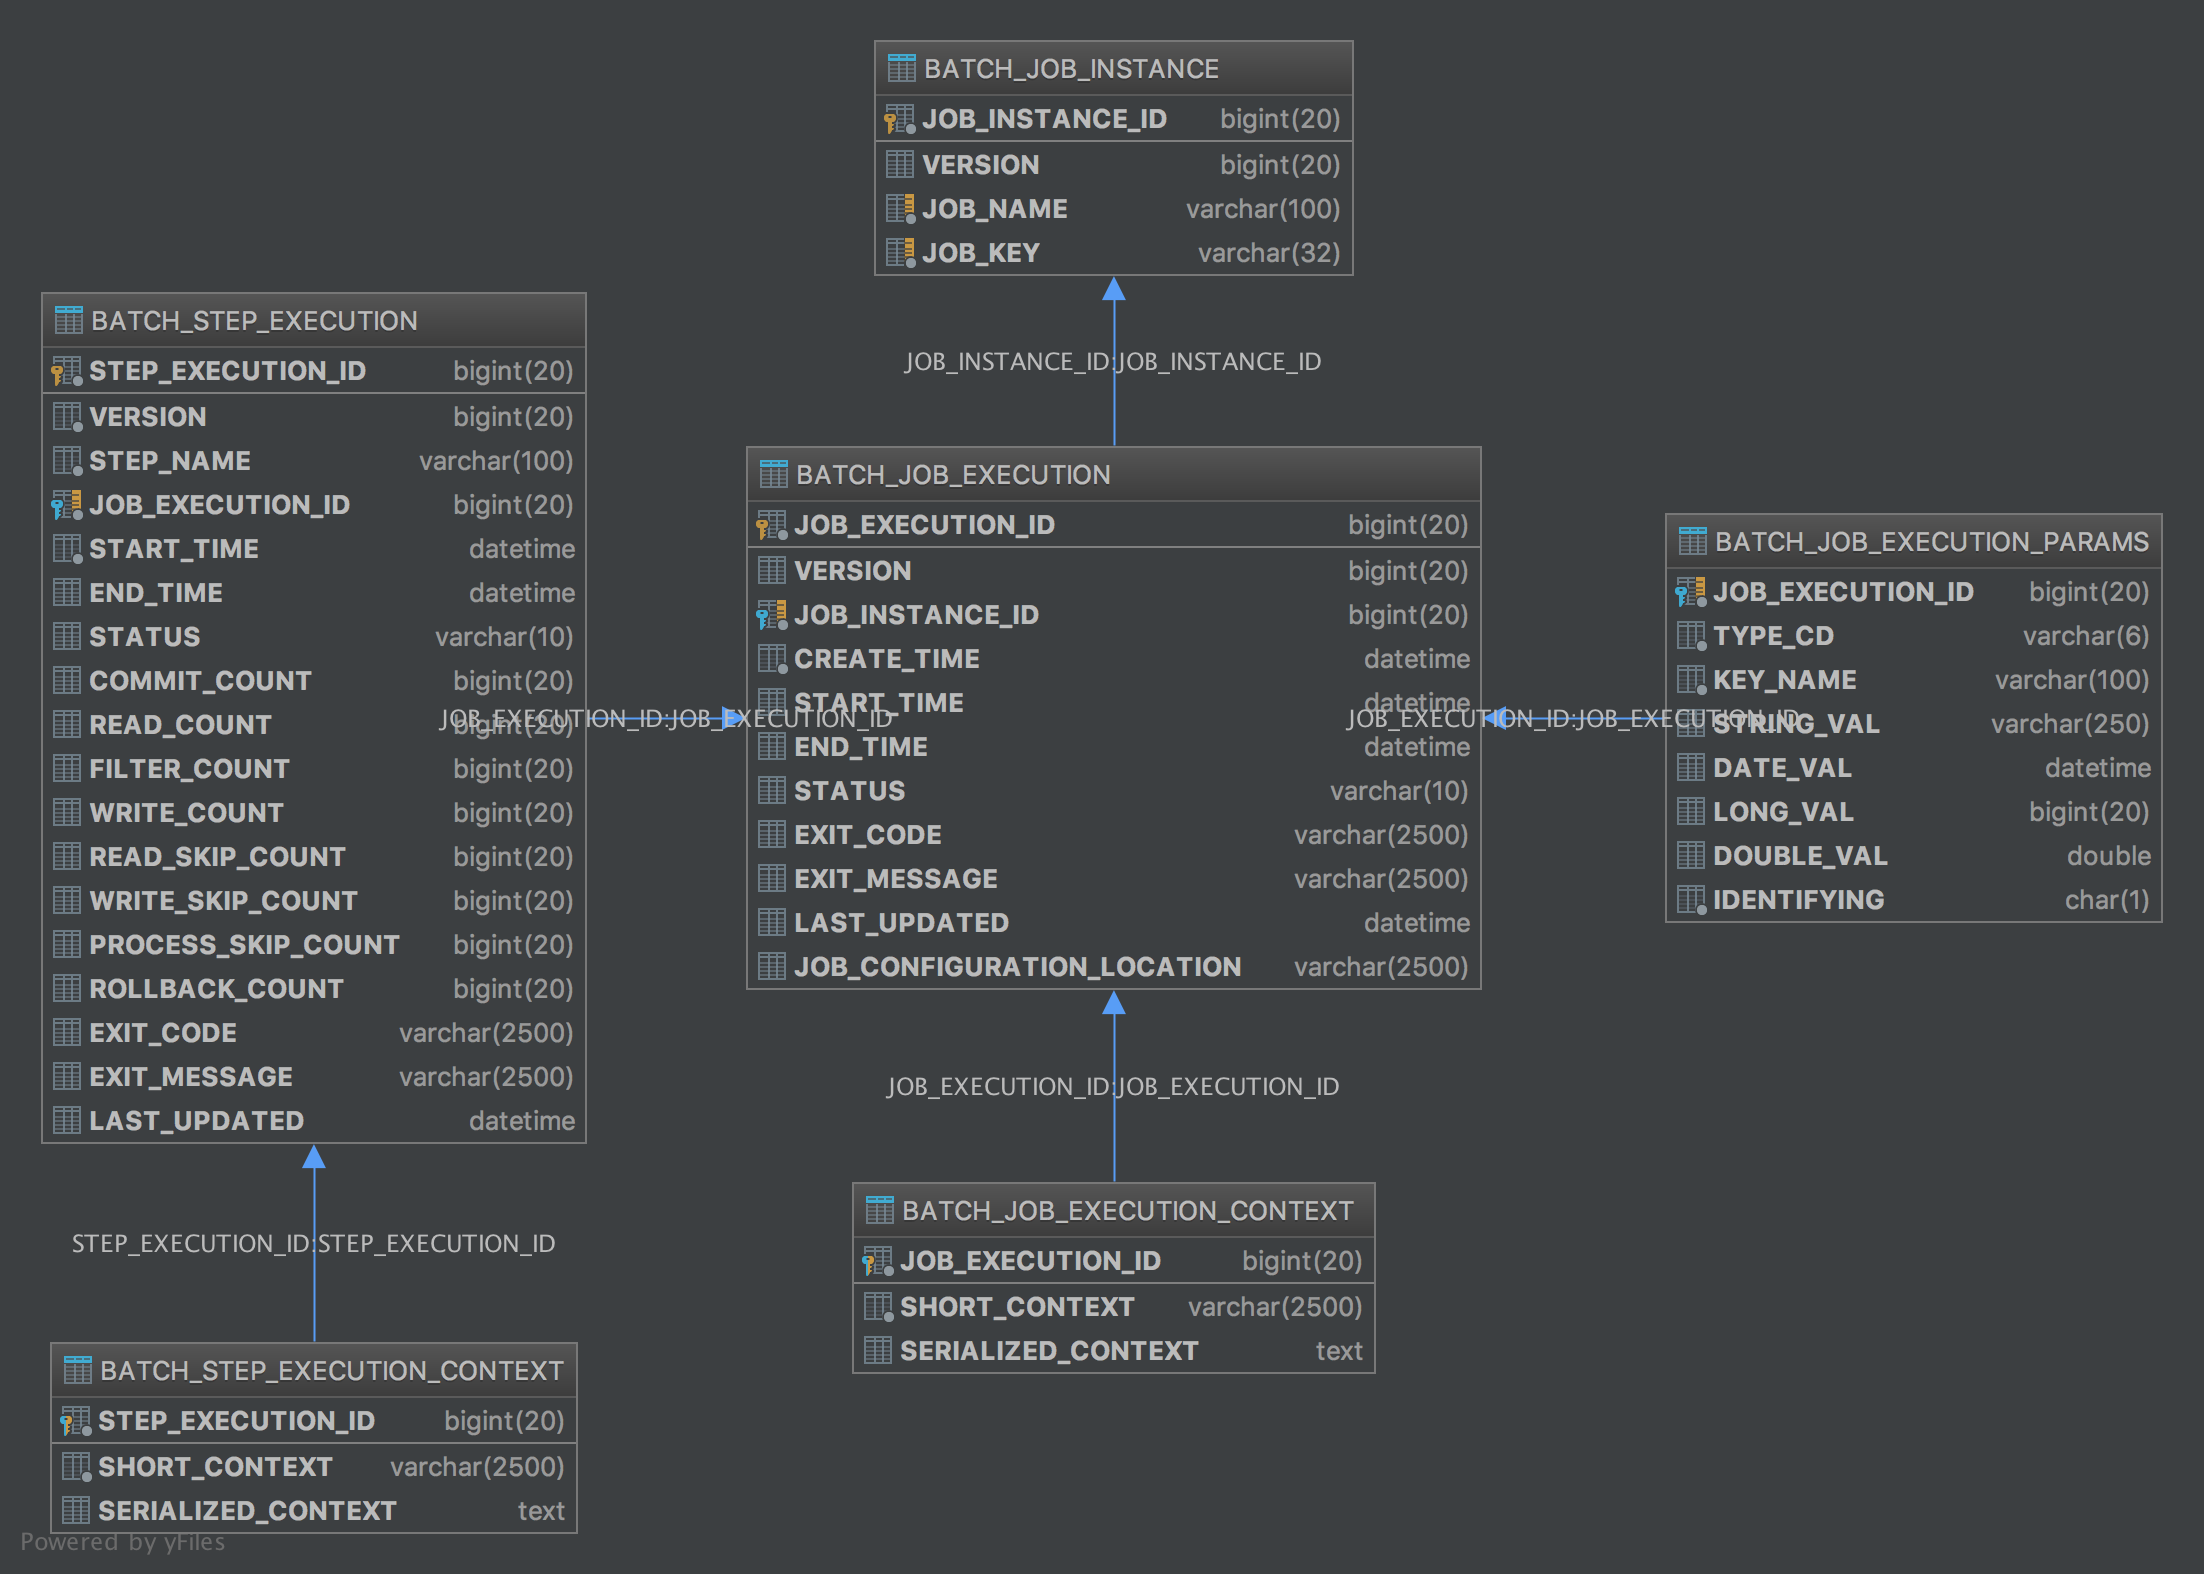 BATCH_JOB_INSTANCE
JOB_INSTANCE_ID bigint(20)
VERSION bigint(20)
JOB_NAME varchar(100)
JOB_KEY varchar(32)
JOB_INSTANCE_ID:JOB_INSTANCE_ID
BATCH_STEP_EXECUTION
STEP_EXECUTION_ID bigint(20)
VERSION bigint(20)
STEP_NAME varchar(100)
JOB_EXECUTION_ID bigint(20)
START_TIME datetime
END_TIME datetime
STATUS varchar(10)
COMMIT_COUNT bigint(20)
READ_COUNT bigint(20)
FILTER_COUNT bigint(20)
WRITE_COUNT bigint(20)
READ_SKIP_COUNT bigint(20)
WRITE_SKIP_COUNT bigint(20)
PROCESS_SKIP_COUNT bigint(20)
ROLLBACK_COUNT bigint(20)
EXIT_CODE varchar(2500)
EXIT_MESSAGE varchar(2500)
LAST_UPDATED datetime
JOB_EXECUTION_ID:JOB_EXECUTION_ID
BATCH_JOB_EXECUTION
JOB_EXECUTION_ID bigint(20)
VERSION bigint(20)
JOB_INSTANCE_ID bigint(20)
CREATE_TIME datetime
START_TIME datetime
END_TIME datetime
STATUS varchar(10)
EXIT_CODE varchar(2500)
EXIT_MESSAGE varchar(2500)
LAST_UPDATED datetime
JOB_CONFIGURATION_LOCATION varchar(2500)
JOB_EXECUTION_ID:JOB_EXECUTION_ID
BATCH_JOB_EXECUTION_PARAMS
JOB_EXECUTION_ID bigint(20)
TYPE_CD varchar(6)
KEY_NAME varchar(100)
STRING_VAL varchar(250)
DATE_VAL datetime
LONG_VAL bigint(20)
DOUBLE_VAL double
IDENTIFYING char(1)
JOB_EXECUTION_ID:JOB_EXECUTION_ID
BATCH_JOB_EXECUTION_CONTEXT
JOB_EXECUTION_ID bigint(20)
SHORT_CONTEXT varchar(2500)
SERIALIZED_CONTEXT text
STEP_EXECUTION_ID:STEP_EXECUTION_ID
BATCH_STEP_EXECUTION_CONTEXT
STEP_EXECUTION_ID bigint(20)
SHORT_CONTEXT varchar(2500)
SERIALIZED_CONTEXT text
Powered by yFiles